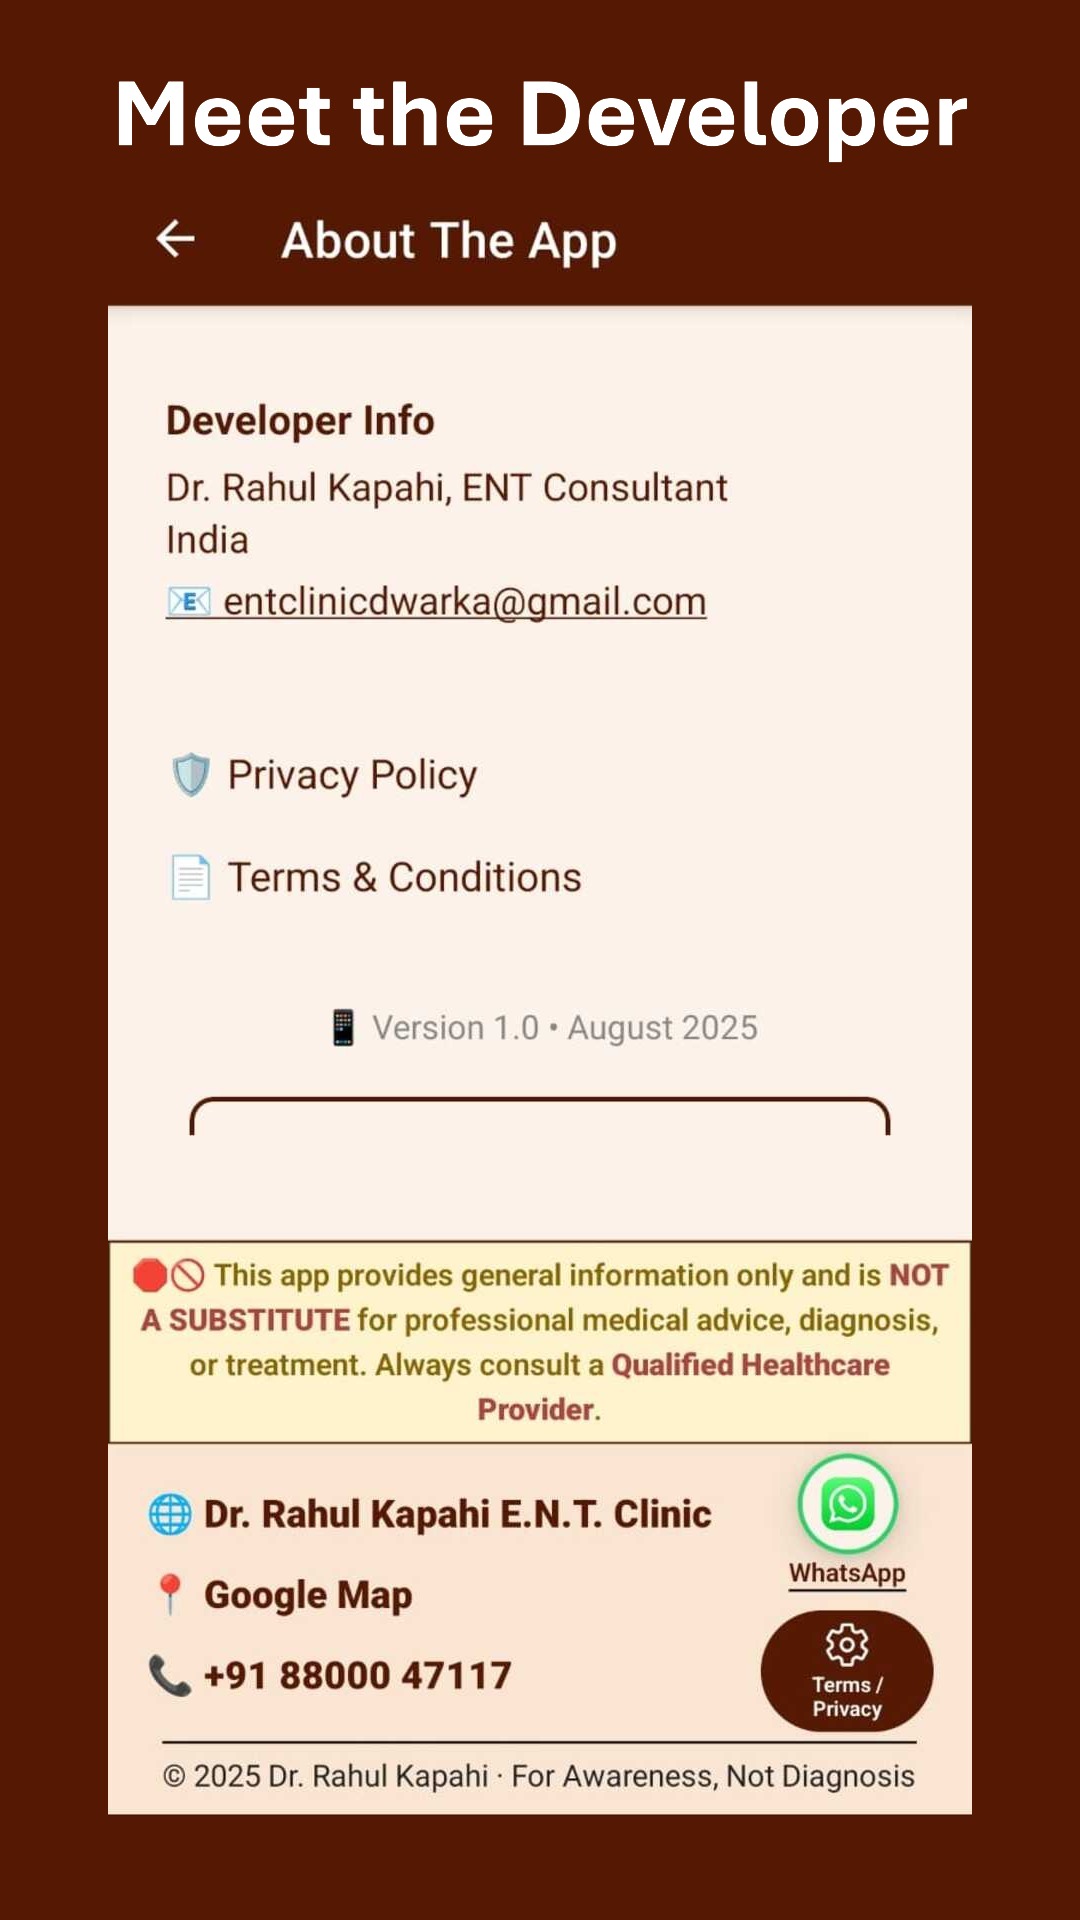 Meet the Developer
About The App
Developer Info
Dr. Rahul Kapahi, ENT Consultant
India
entclinicdwarka@gmail.com
Privacy Policy
Terms & Conditions
Version 1.0 • August 2025
This app provides general information only and is NOT
A SUBSTITUTE for professional medical advice, diagnosis,
or treatment. Always consult a Qualified Healthcare
Provider.
Dr. Rahul Kapahi E.N.T. Clinic
WhatsApp
Google Map
+91 88000 47117
Terms /
Privacy
© 2025 Dr. Rahul Kapahi · For Awareness, Not Diagnosis